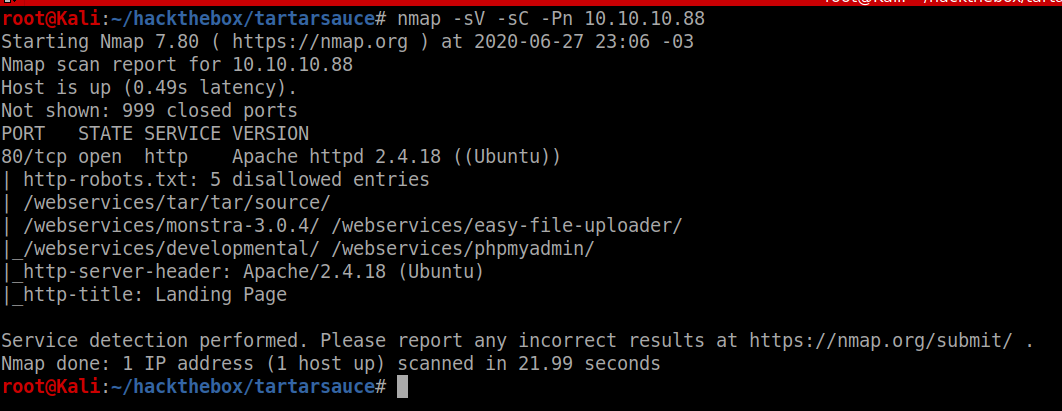 root@Kali:~/hackthebox/tartarsauce# nmap -sV -sC -Pn 10.10.10.88
Starting Nmap 7.80 ( https://nmap.org ) at 2020-06-27 23:06 -03
Nmap scan report for 10.10.10.88
Host is up (0.49s latency).
Not shown: 999 closed ports
PORT   STATE SERVICE VERSION
80/tcp open  http    Apache httpd 2.4.18 ((Ubuntu))
| http-robots.txt: 5 disallowed entries
| /webservices/tar/tar/source/
| /webservices/monstra-3.0.4/ /webservices/easy-file-uploader/
|_/webservices/developmental/ /webservices/phpmyadmin/
|_http-server-header: Apache/2.4.18 (Ubuntu)
|_http-title: Landing Page

Service detection performed. Please report any incorrect results at https://nmap.org/submit/ .
Nmap done: 1 IP address (1 host up) scanned in 21.99 seconds
root@Kali:~/hackthebox/tartarsauce#